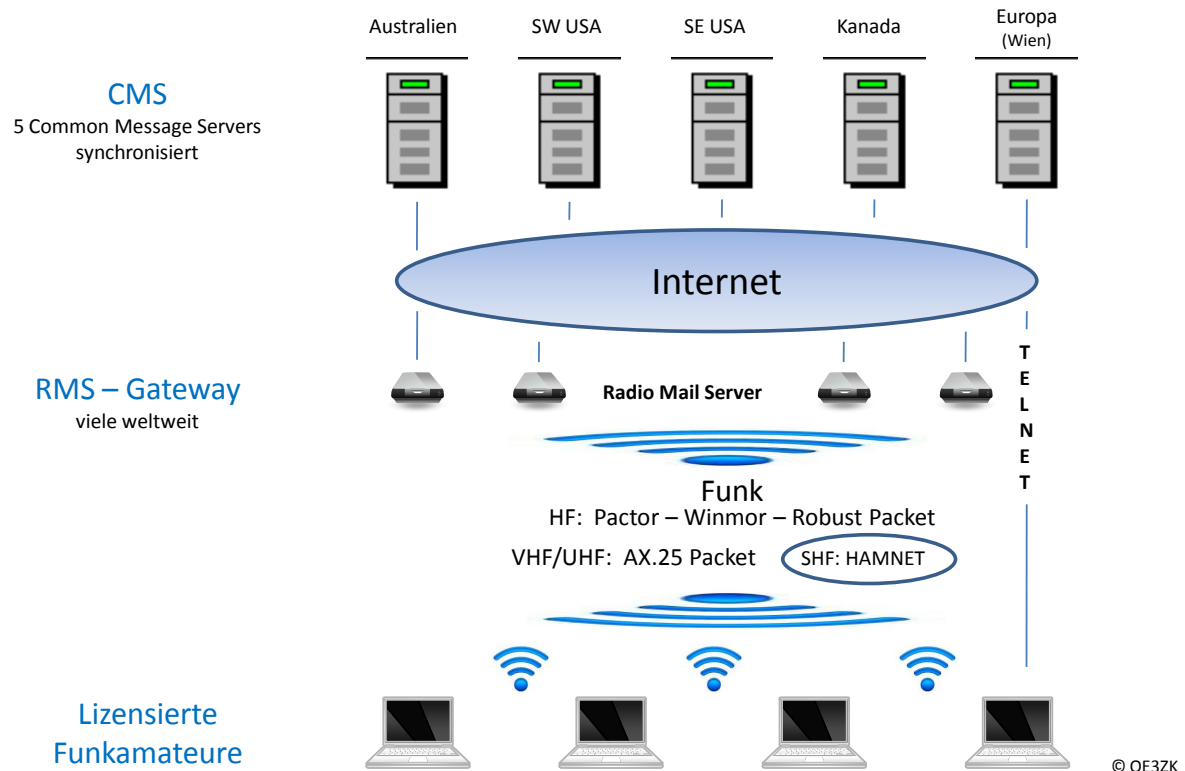 Australien
SW USA
SE USA
Kanada
Europa
(Wien)
CMS
5 Common Message Servers
synchronisiert
Internet
RMS – Gateway
viele weltweit
Radio Mail Server
TELNET
Funk
HF: Pactor – Winmor – Robust Packet
VHF/UHF: AX.25 Packet
SHF: HAMNET
Lizensierte
Funkamateure
© OE3ZK